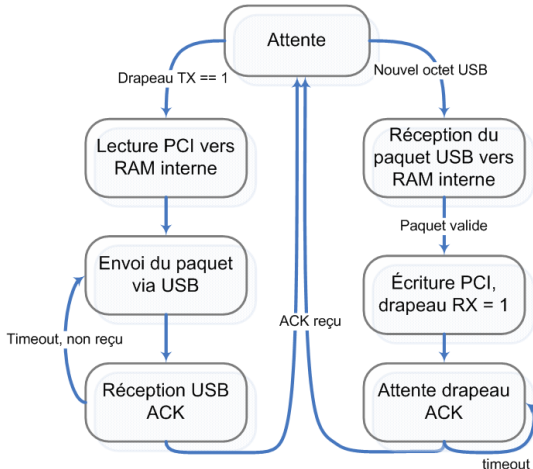 Attente
Drapeau TX == 1
Nouvel octet USB
Lecture PCI vers
RAM interne
Réception du
paquet USB vers
RAM interne
Paquet valide
Envoi du paquet
via USB
Écriture PCI,
drapeau RX = 1
Timeout, non reçu
ACK reçu
Réception USB
ACK
Attente drapeau
ACK
timeout